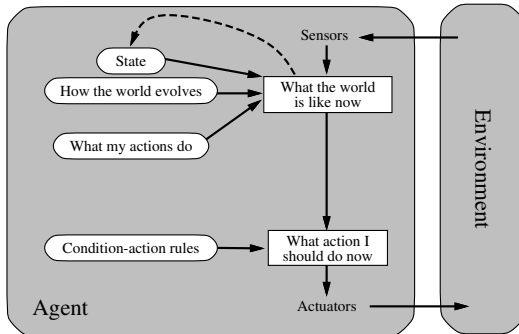 Sensors
State
How the world evolves
What the world
is like now
What my actions do
Environment
Condition-action rules
What action I
should do now
Agent
Actuators